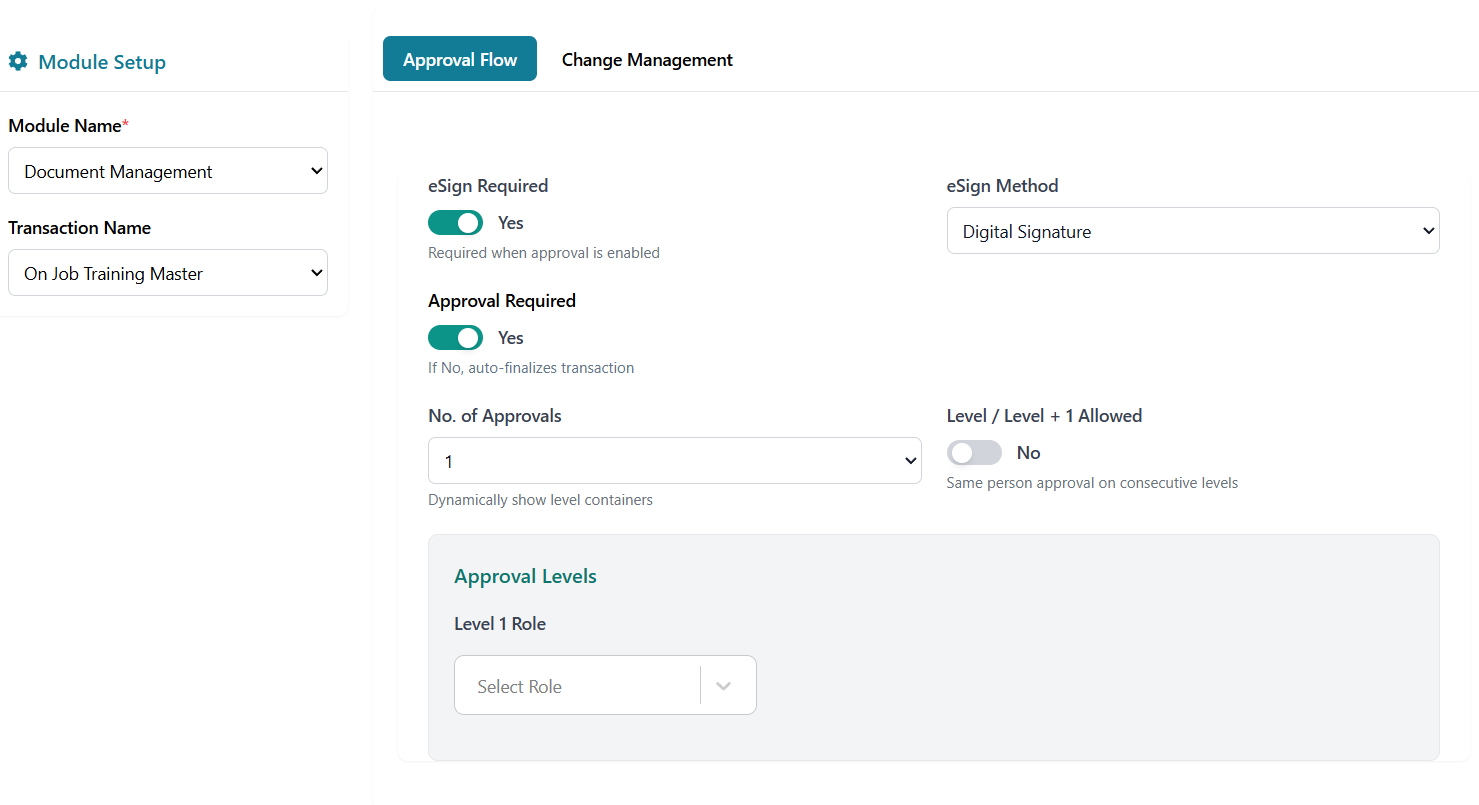 Module Setup
Module Name*
Document Management
Transaction Name
On Job Training Master
Approval Flow
Change Management
eSign Required
Yes
Required when approval is enabled
eSign Method
Digital Signature
Approval Required
Yes
If No, auto-finalizes transaction
No. of Approvals
1
Dynamically show level containers
Level / Level + 1 Allowed
No
Same person approval on consecutive levels
Approval Levels
Level 1 Role
Select Role